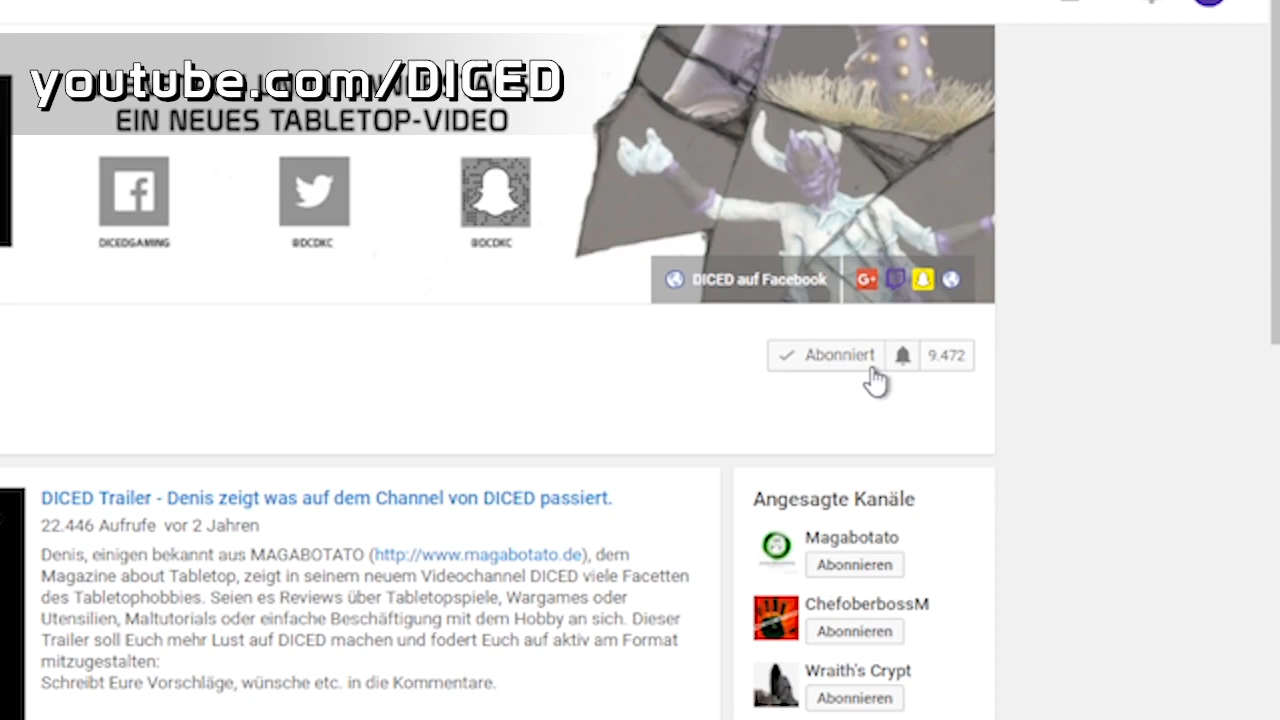 youtube.com/DICED
EIN NEUES TABLETOP-VIDEO
DICEDGAMING
@DCDKC
@DCDKC
DICED auf Facebook
G+
Abonniert
9.472
DICED Trailer - Denis zeigt was auf dem Channel von DICED passiert.
22.446 Aufrufe vor 2 Jahren
Denis, einigen bekannt aus MAGABOTATO (http://www.magabotato.de), dem
Magazine about Tabletop, zeigt in seinem neuem Videochannel DICED viele Facetten
des Tabletophobbies. Seien es Reviews über Tabletopspiele, Wargames oder
Utensilien, Maltutorials oder einfache Beschäftigung mit dem Hobby an sich. Dieser
Trailer soll Euch mehr Lust auf DICED machen und fodert Euch auf aktiv am Format
mitzugestalten:
Schreibt Eure Vorschläge, wünsche etc. in die Kommentare.
Angesagte Kanäle
Magabotato
Abonnieren
ChefoberbossM
Abonnieren
Wraith's Crypt
Abonnieren